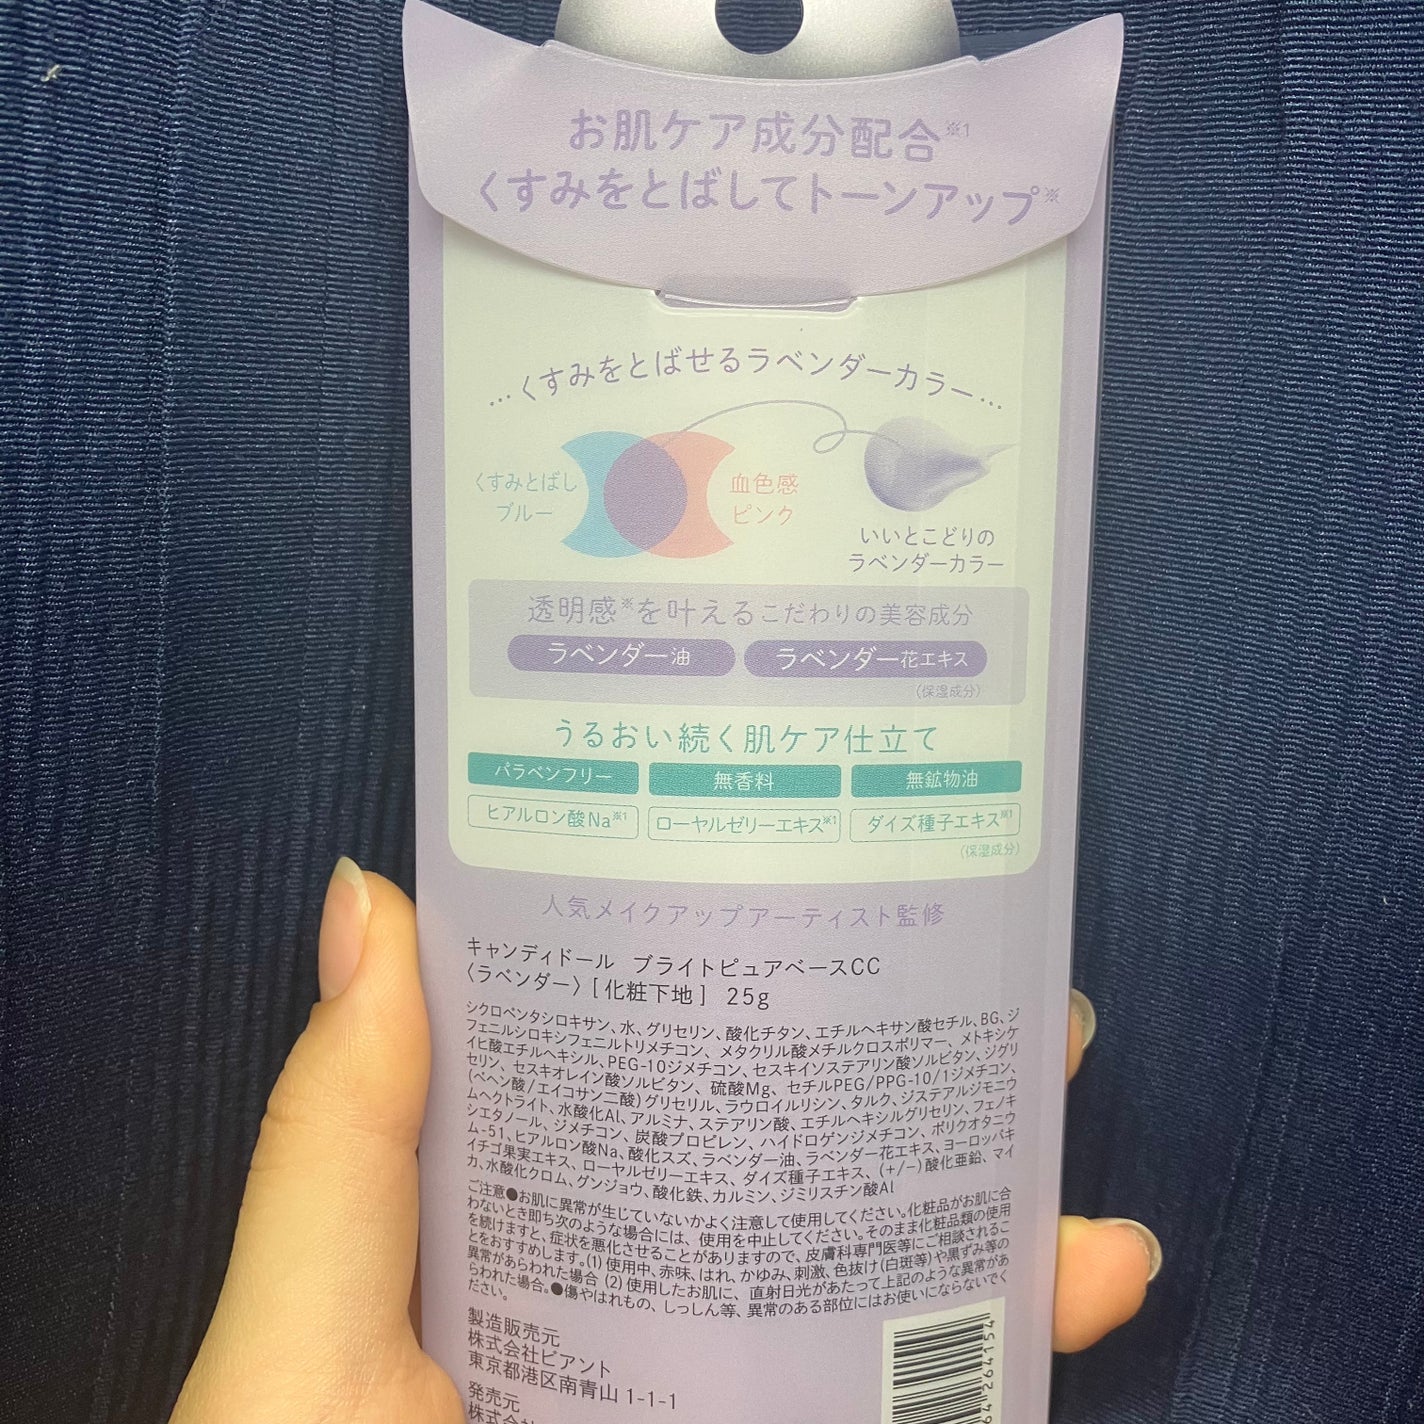 お肌ケア成分配合※1
くすみをとばしてトーンアップ※
…くすみをとばせるラベンダーカラー…
くすみとばし
ブルー
血色感
ピンク
いいとこどりの
ラベンダーカラー
透明感※を叶えるこだわりの美容成分
ラベンダー油
ラベンダー花エキス
(保湿成分)
うるおい続く肌ケア仕立て
パラベンフリー
無香料
無鉱物油
ヒアルロン酸Na※1
ローヤルゼリーエキス※1
ダイズ種子エキス※1
(保湿成分)
人気メイクアップアーティスト監修
キャンディドール ブライトピュアベースCC
〈ラベンダー〉[化粧下地] 25g
シクロペンタシロキサン、水、グリセリン、酸化チタン、エチルヘキサン酸セチル、BG、ジ
フェニルシロキシフェニルトリメチコン、メタクリル酸メチルクロスポリマー、メトキシケ
イヒ酸エチルヘキシル、PEG-10ジメチコン、セスキイソステアリン酸ソルビタン、ジグリ
セリン、セスキオレイン酸ソルビタン、硫酸Mg、セチルPEG/PPG-10/1ジメチコン、
(ベヘン酸/エイコサン二酸)グリセリル、ラウロイルリシン、タルク、ジステアルジモニウ
ムヘクトライト、水酸化Al、アルミナ、ステアリン酸、エチルヘキシルグリセリン、フェノキ
シエタノール、ジメチコン、炭酸プロピレン、ハイドロゲンジメチコン、ポリクオタニウ
ム-51、ヒアルロン酸Na、酸化スズ、ラベンダー油、ラベンダー花エキス、ヨーロッパキ
イチゴ果実エキス、ローヤルゼリーエキス、ダイズ種子エキス、(+/−)酸化亜鉛、マイ
カ、水酸化クロム、グンジョウ、酸化鉄、カルミン、ジミリスチン酸Al
ご注意●お肌に異常が生じていないかよく注意して使用してください。化粧品がお肌に合
わないとき即ち次のような場合には、使用を中止してください。そのまま化粧品類の使用
を続けますと、症状を悪化させることがありますので、皮膚科専門医等にご相談されるこ
とをおすすめします。(1)使用中、赤味、はれ、かゆみ、刺激、色抜け(白斑等)や黒ずみ等の
異常があらわれた場合 (2)使用したお肌に、直射日光があたって上記のような異常があ
らわれた場合。●傷やはれもの、しっしん等、異常のある部位にはお使いにならないでく
ださい。
製造販売元
株式会社ビアント
東京都港区南青山 1-1-1
発売元
株式会
64264154